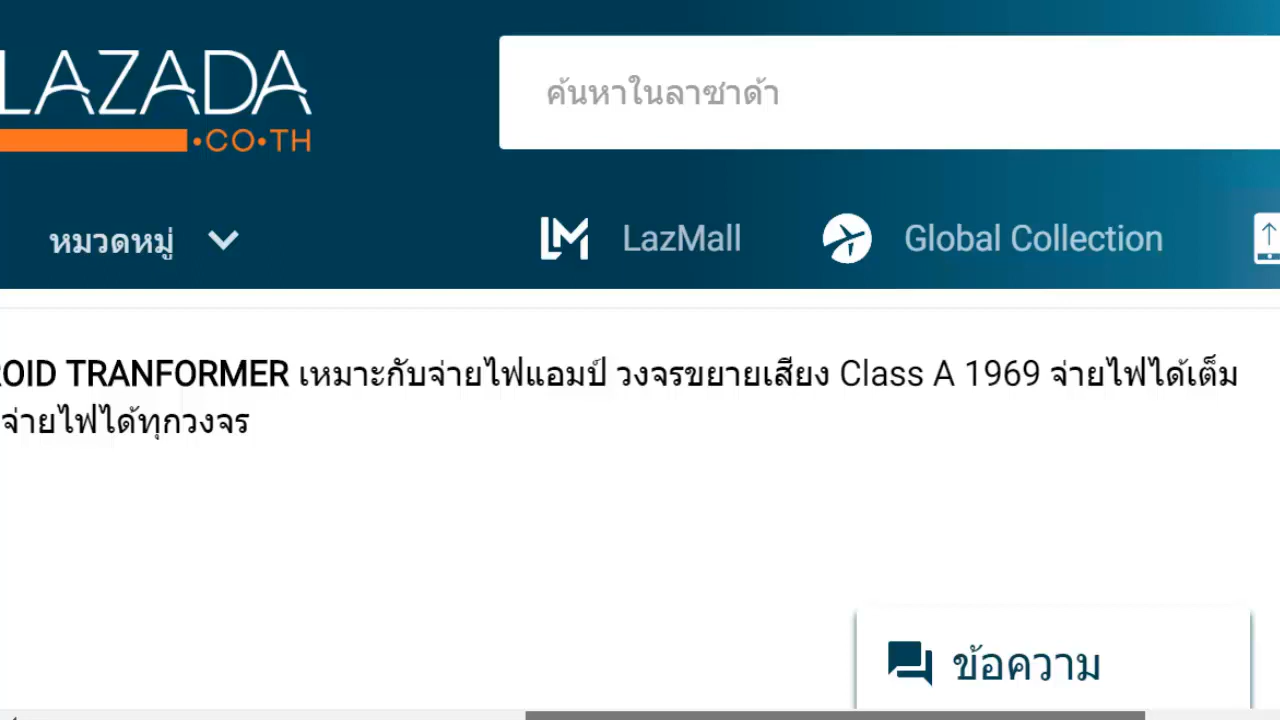 LAZADA
•CO•TH
ค้นหาในลาซาด้า
หมวดหมู่
LazMall
Global Collection
TRANFORMER เหมาะกับจ่ายไฟแอมป์ วงจรขยายเสียง Class A 1969 จ่ายไฟได้เต็ม
จ่ายไฟได้ทุกวงจร
ข้อความ